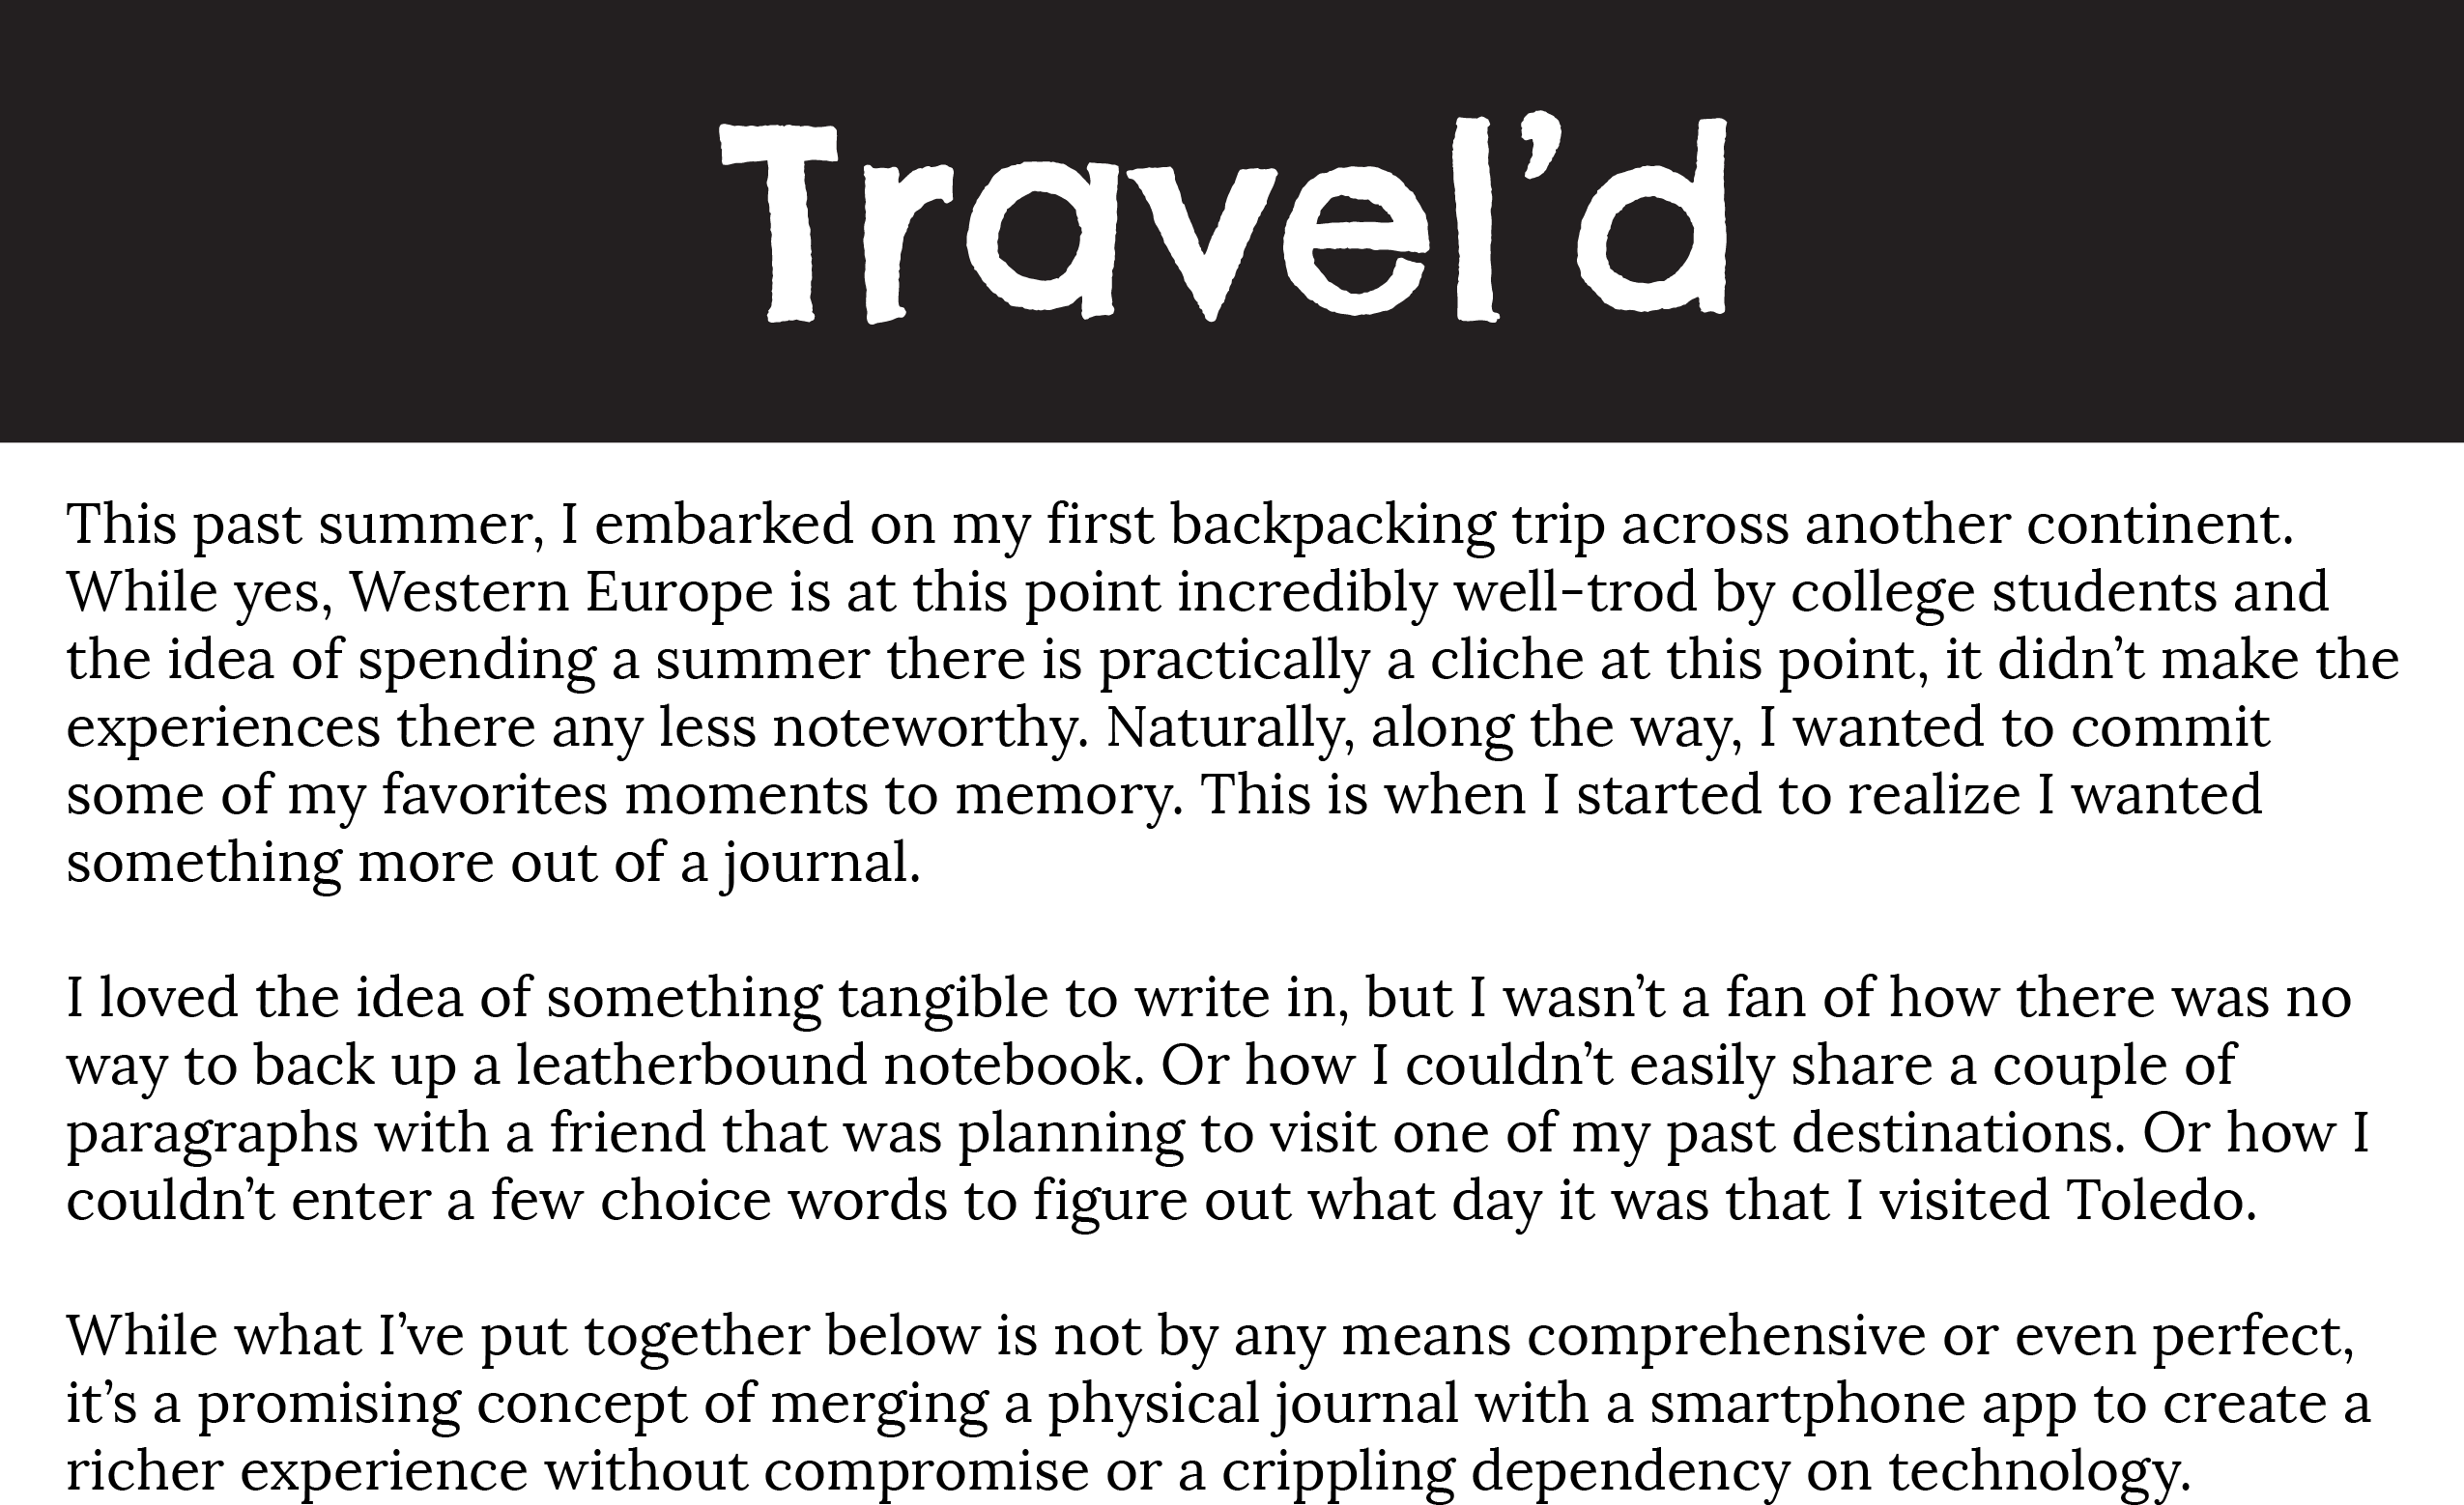 Travel’d
This past summer, I embarked on my first backpacking trip across another continent.
While yes, Western Europe is at this point incredibly well-trod by college students and
the idea of spending a summer there is practically a cliche at this point, it didn’t make the
experiences there any less noteworthy. Naturally, along the way, I wanted to commit
some of my favorites moments to memory. This is when I started to realize I wanted
something more out of a journal.
I loved the idea of something tangible to write in, but I wasn’t a fan of how there was no
way to back up a leatherbound notebook. Or how I couldn’t easily share a couple of
paragraphs with a friend that was planning to visit one of my past destinations. Or how I
couldn’t enter a few choice words to figure out what day it was that I visited Toledo.
While what I’ve put together below is not by any means comprehensive or even perfect,
it’s a promising concept of merging a physical journal with a smartphone app to create a
richer experience without compromise or a crippling dependency on technology.